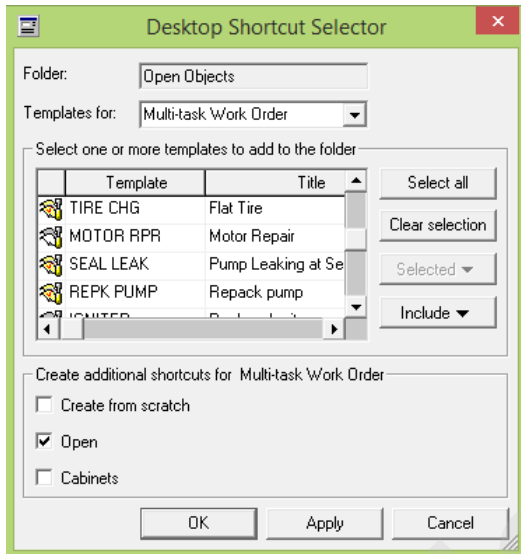 Desktop Shortcut Selector
Folder: Open Objects
Templates for: Multi-task Work Order
Select one or more templates to add to the folder
Template Title
TIRE CHG Flat Tire
MOTOR RPR Motor Repair
SEAL LEAK Pump Leaking at Se
REPK PUMP Repack pump
Select all
Clear selection
Selected
Include
Create additional shortcuts for Multi-task Work Order
Create from scratch
Open
Cabinets
OK Apply Cancel